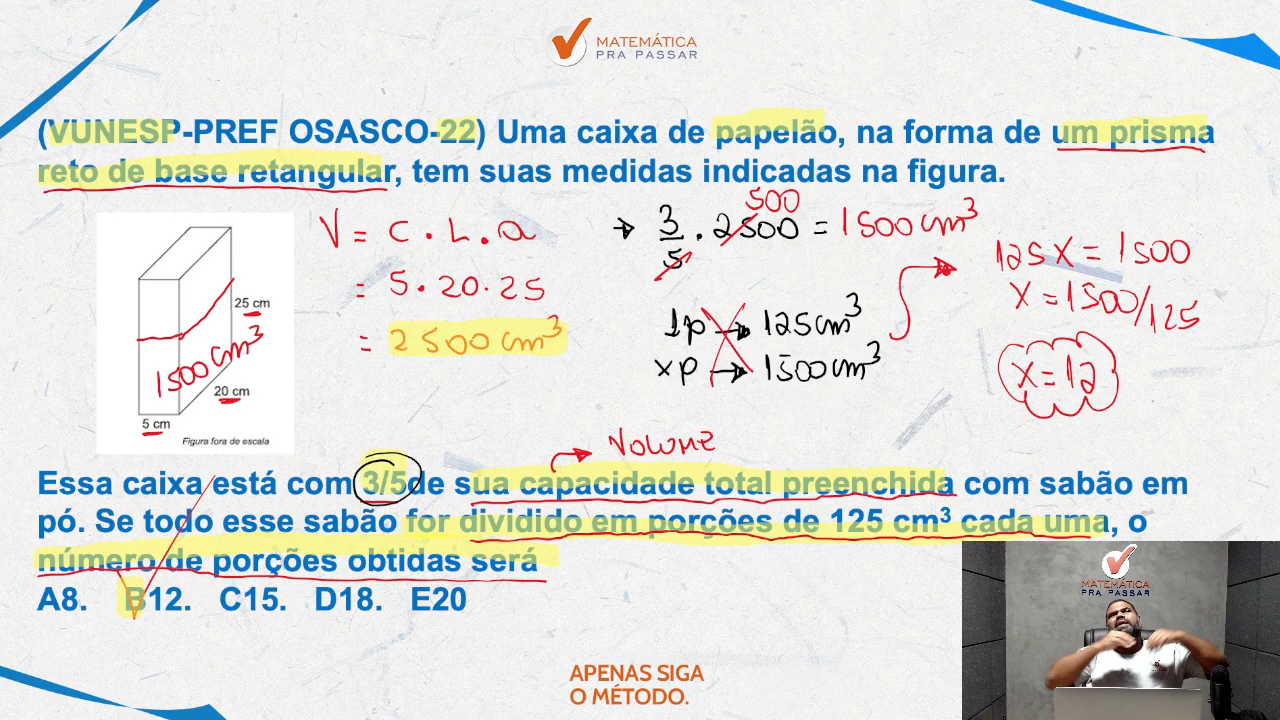 MATEMÁTICA
PRA PASSAR
(VUNESP-PREF OSASCO-22) Uma caixa de papelão, na forma de um prisma
reto de base retangular, tem suas medidas indicadas na figura.
V = C . L . a
= 5 . 20 . 25
= 2500 cm³
25 cm
20 cm
5 cm
1500 cm³
Figura fora de escala
→ 3/5 . 2500 = 1500 cm³
500
1p → 125 cm³
xp → 1500 cm³
125X = 1500
X = 1500/125
X = 12
Volume
Essa caixa está com 3/5de sua capacidade total preenchida com sabão em
pó. Se todo esse sabão for dividido em porções de 125 cm³ cada uma, o
número de porções obtidas será
A8. B12. C15. D18. E20
APENAS SIGA
O MÉTODO.
MATEMÁTICA
PRA PASSAR